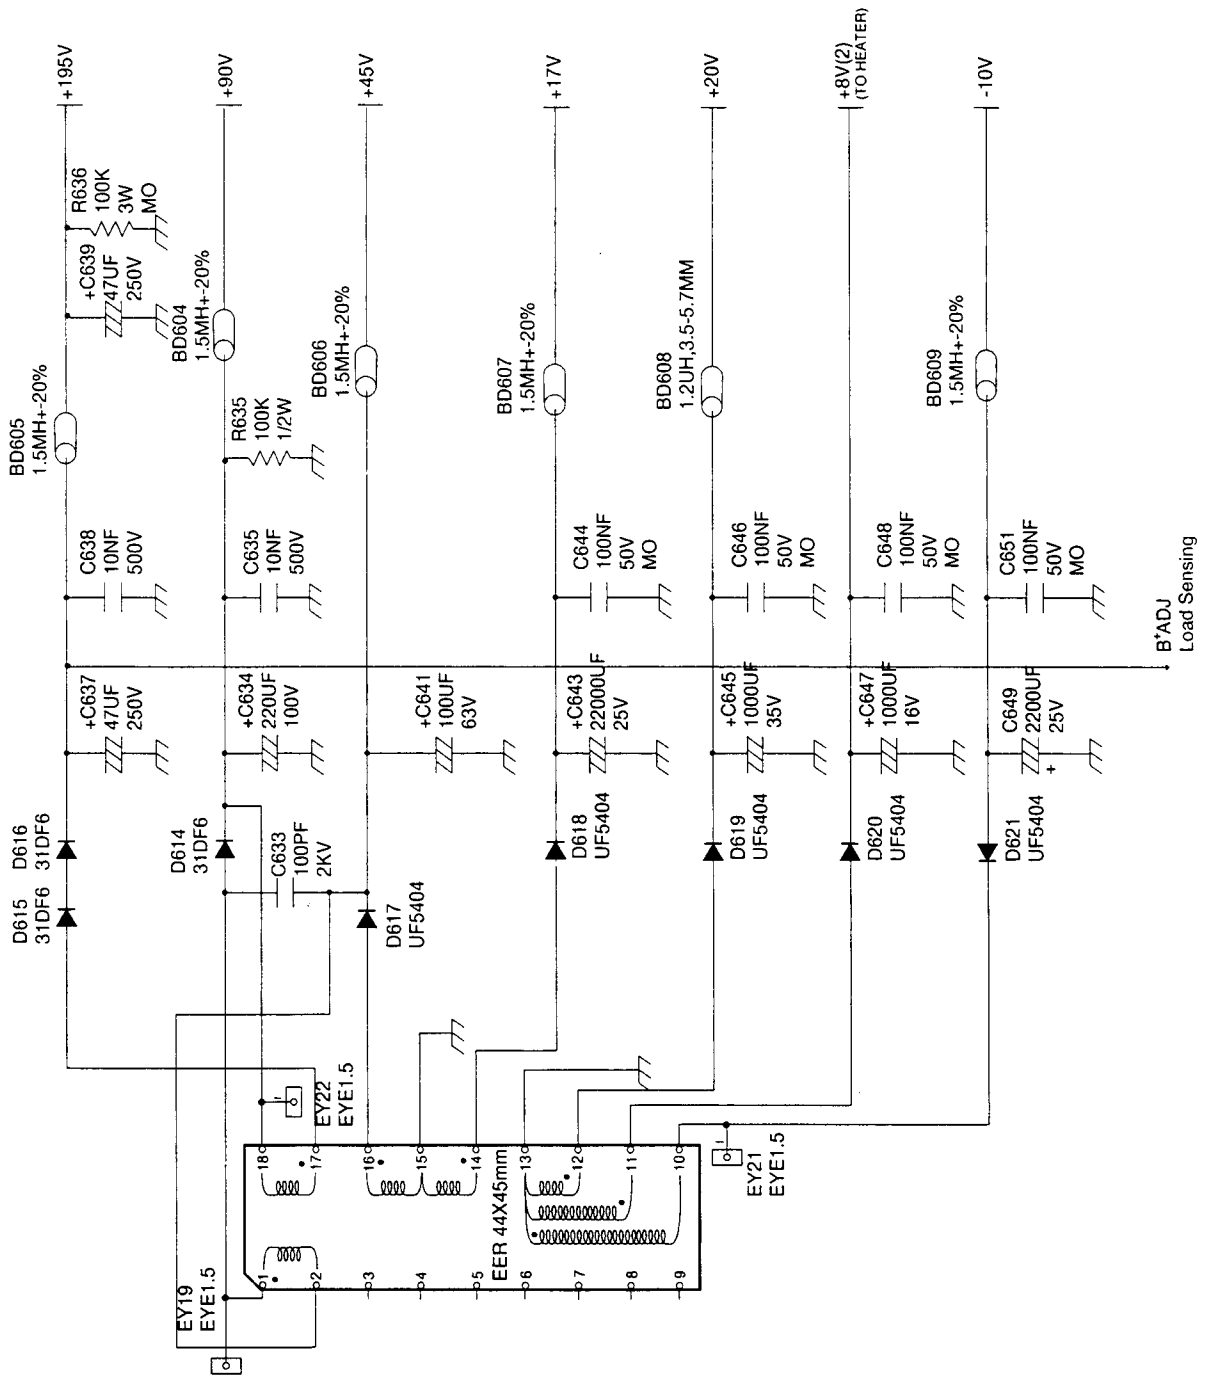 +195V
+90V
+45V
+17V
+20V
+8V(2)
(TO HEATER)
-10V
R636
100K
3W
MO
+C639
47UF
250V
BD604
1.5MH+-20%
BD605
1.5MH+-20%
BD606
1.5MH+-20%
BD607
1.5MH+-20%
BD608
1.2UH,3.5-5.7MM
BD609
1.5MH+-20%
R635
100K
1/2W
C638
10NF
500V
C635
10NF
500V
C644
100NF
50V
MO
C646
100NF
50V
MO
C648
100NF
50V
MO
C651
100NF
50V
MO
B+ADJ
Load Sensing
+C637
47UF
250V
+C634
220UF
100V
+C641
100UF
63V
+C643
22000UF
25V
+C645
1000UF
35V
+C647
1000UF
16V
C649
2200UF
25V
+
D616
31DF6
D615
31DF6
D614
31DF6
C633
100PF
2KV
D617
UF5404
D618
UF5404
D619
UF5404
D620
UF5404
D621
UF5404
EY22
EYE1.5
1
EY21
EYE1.5
1
EY19
EYE1.5
18
17
16
15
14
13
12
11
10
EER 44X45mm
1
2
3
4
5
6
7
8
9